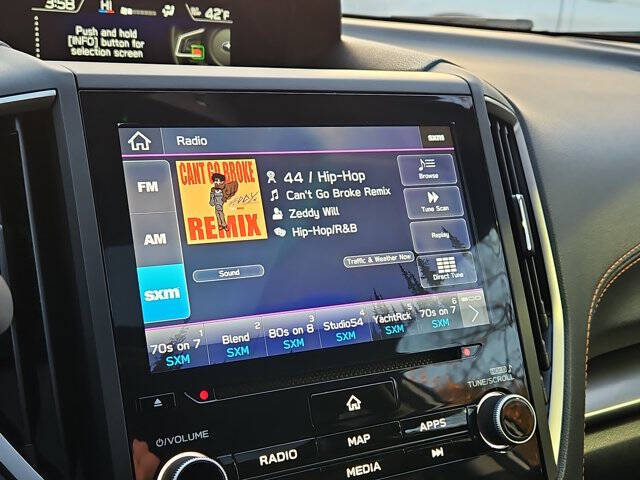 3:58
HI
42°F
Push and hold
[INFO] button for
selection screen
Radio
sxm
FM
AM
sxm
CANT GO BROKE
REMIX
44 / Hip-Hop
Can't Go Broke Remix
Zeddy Will
Hip-Hop/R&B
Browse
Tune Scan
Replay
Direct Tune
Traffic & Weather Now
Sound
1
70s on 7
SXM
2
Blend
SXM
3
80s on 8
SXM
4
Studio54
SXM
5
YachtRck
SXM
6
70s on 7
SXM
TUNE/SCROLL
VOLUME
RADIO
MAP
APPS
MEDIA